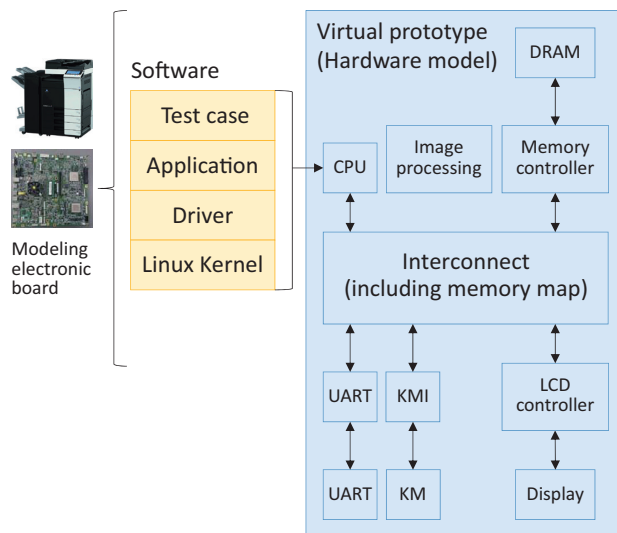 Virtual prototype
(Hardware model)
DRAM
Software
Test case
Application
Driver
Linux Kernel
CPU
Image
processing
Memory
controller
Modeling
electronic
board
Interconnect
(including memory map)
UART
KMI
LCD
controller
UART
KM
Display